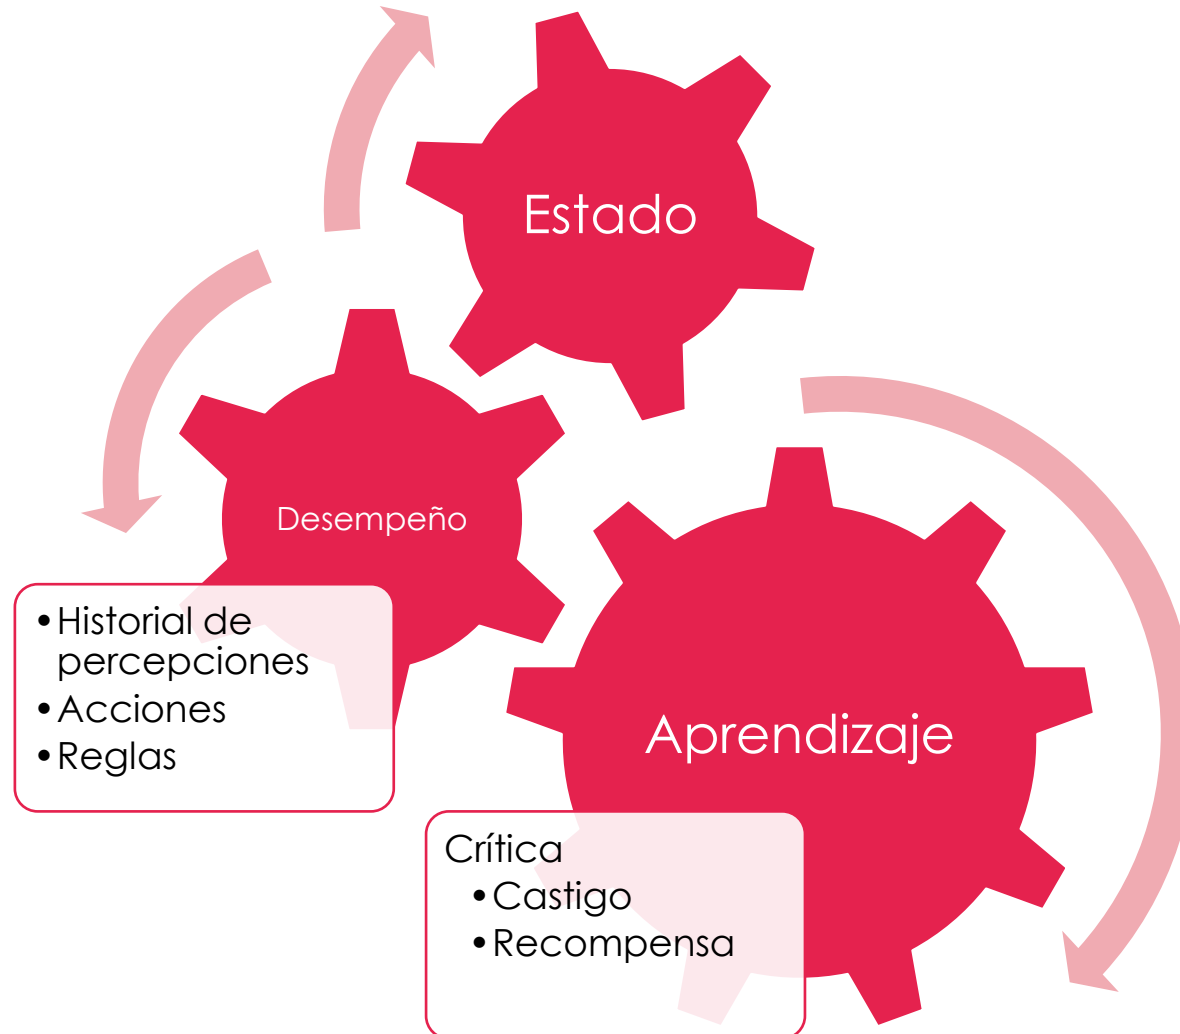 Estado
Desempeño
•Historial de
percepciones
•Acciones
•Reglas
Aprendizaje
Crítica
•Castigo
•Recompensa